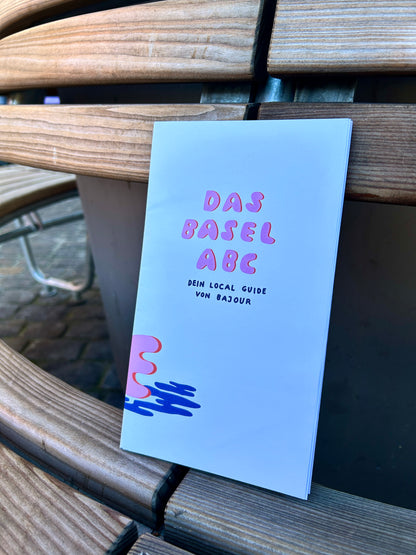 DAS
BASEL
ABC
DEIN LOCAL GUIDE
VON BAJOUR